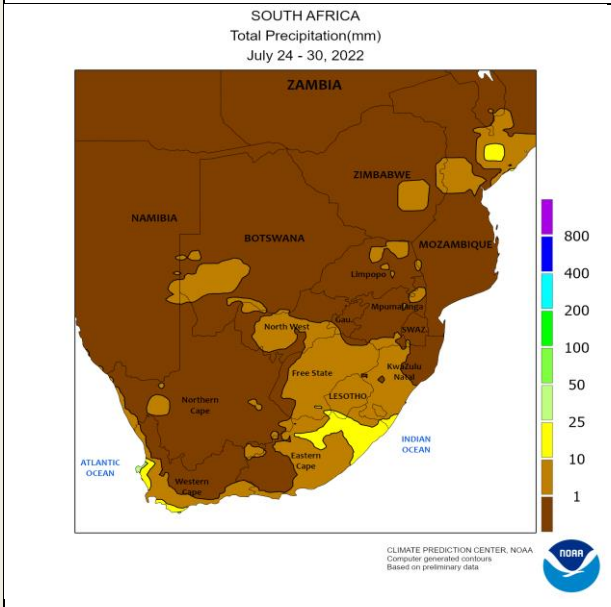 SOUTH AFRICA
Total Precipitation(mm)
July 24 - 30, 2022
ZAMBIA
ZIMBABWE
NAMIBIA
BOTSWANA
MOZAMBIQUE
Limpopo
Mpumalanga
North West
Gau.
SWAZ.
Free State
KwaZulu
Natal
LESOTHO
Northern
Cape
Eastern
Cape
Western
Cape
ATLANTIC
OCEAN
INDIAN
OCEAN
800
400
200
100
50
25
10
1
CLIMATE PREDICTION CENTER, NOAA
Computer generated contours
Based on preliminary data
NOAA